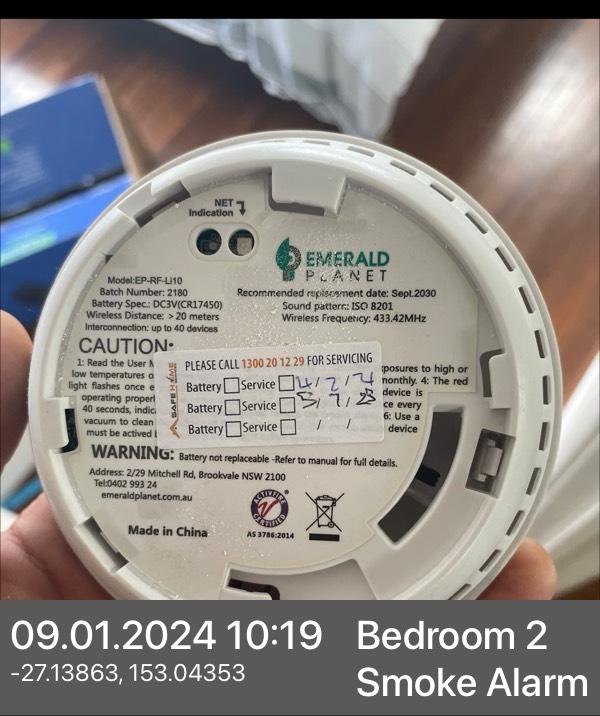 NET
Indication
EMERALD
PLANET
Model:EP-RF-Li10
Batch Number: 2180
Battery Spec.: DC3V(CR17450)
Wireless Distance: > 20 meters
Interconnection: up to 40 devices
Recommended replacement date: Sept.2030
Sound pattern: ISO 8201
Wireless Frequency: 433.42MHz
CAUTION:
1: Read the User
low temperatures o
light flashes once e
operating properl
40 seconds, indic
vacuum to clean
must be actived
xposures to high or
monthly. 4: The red
device is
ce every
6: Use a
device
SAFE HOME
PLEASE CALL 1300 20 12 29 FOR SERVICING
Battery Service 4/2/
Battery Service /7/23
Battery Service / /
WARNING: Battery not replaceable -Refer to manual for full details.
Address: 2/29 Mitchell Rd, Brookvale NSW 2100
Tel:0402 993 24
emeraldplanet.com.au
Made in China
ACTIVFIRE
CERTIFIED
AS 3786:2014
09.01.2024 10:19
-27.13863, 153.04353
Bedroom 2
Smoke Alarm